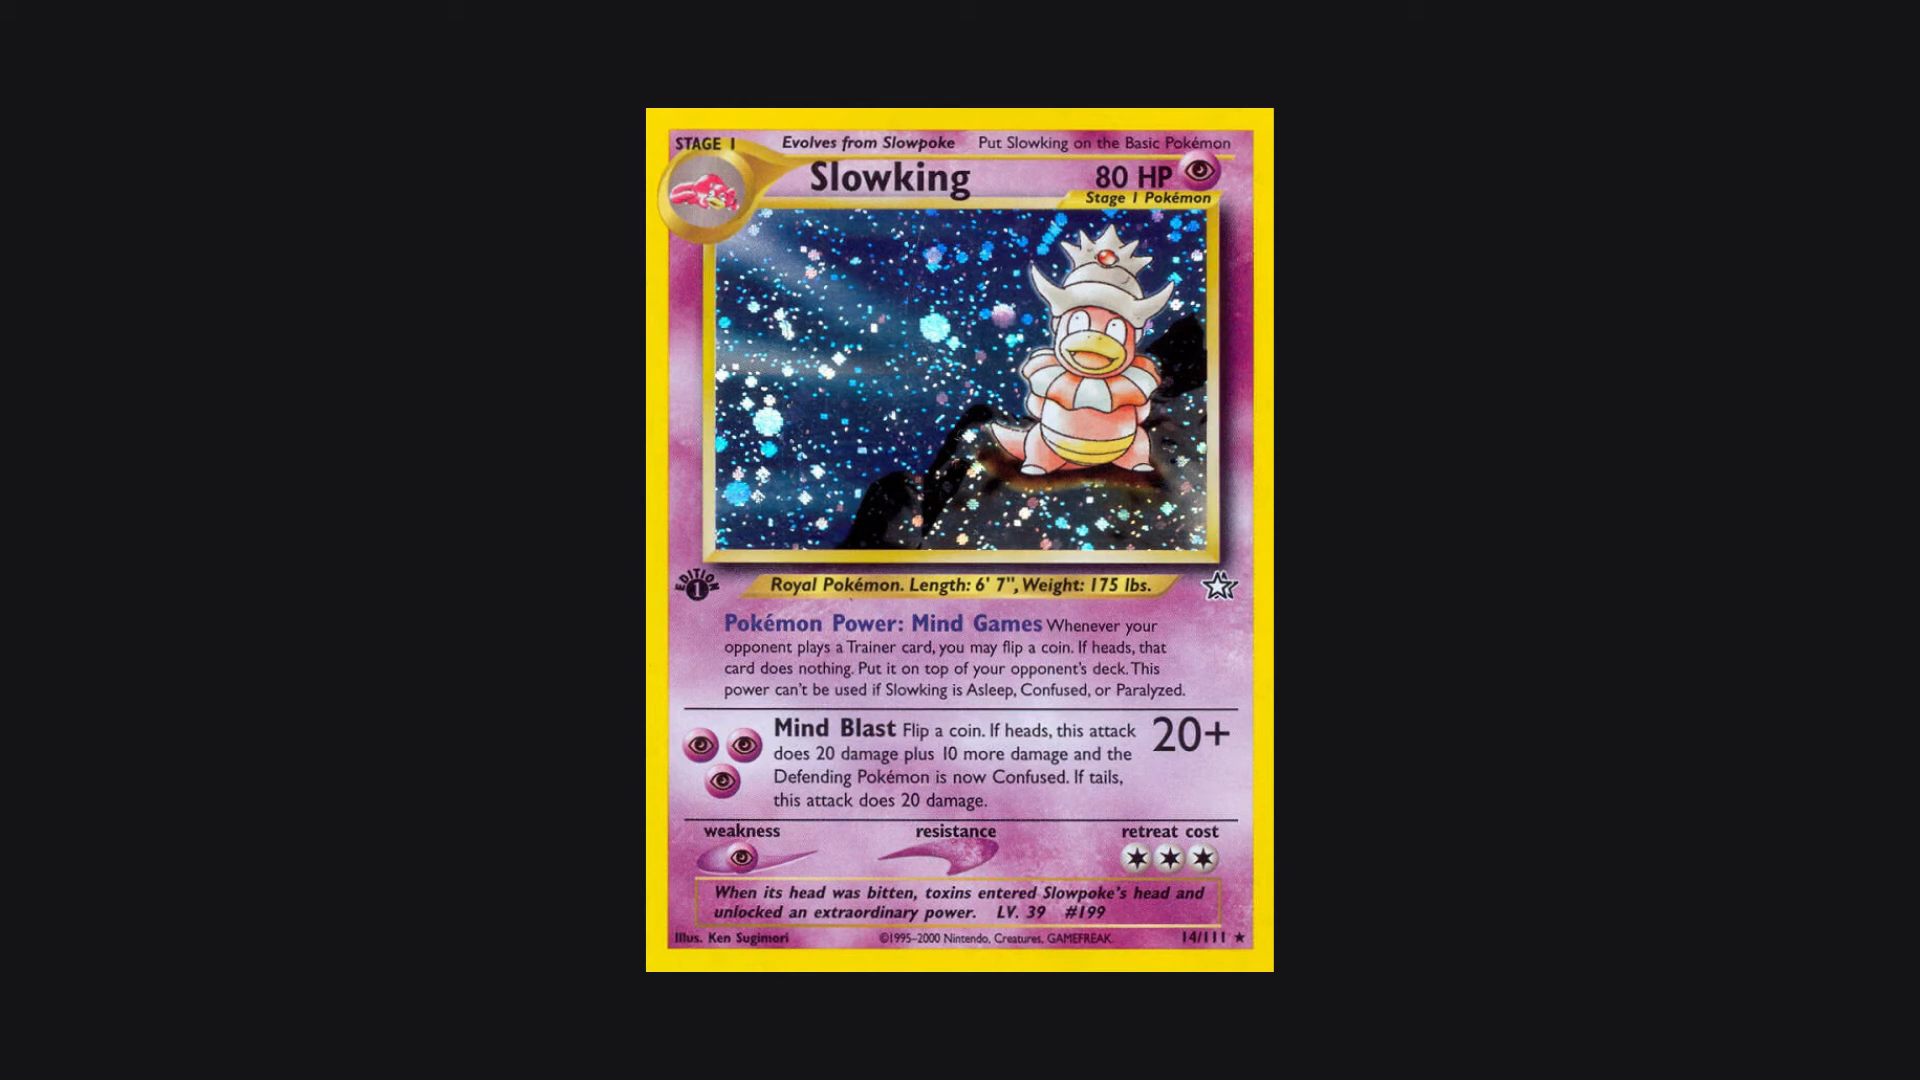 STAGE 1 Evolves from Slowpoke Put Slowking on the Basic Pokémon
Slowking 80 HP
Stage 1 Pokémon
EDITION 1
Royal Pokémon. Length: 6' 7", Weight: 175 lbs.
Pokémon Power: Mind Games Whenever your
opponent plays a Trainer card, you may flip a coin. If heads, that
card does nothing. Put it on top of your opponent's deck. This
power can't be used if Slowking is Asleep, Confused, or Paralyzed.
Mind Blast Flip a coin. If heads, this attack 20+
does 20 damage plus 10 more damage and the
Defending Pokémon is now Confused. If tails,
this attack does 20 damage.
weakness resistance retreat cost
When its head was bitten, toxins entered Slowpoke's head and
unlocked an extraordinary power. LV. 39 #199
Illus. Ken Sugimori ©1995–2000 Nintendo, Creatures, GAMEFREAK. 14/111 ★